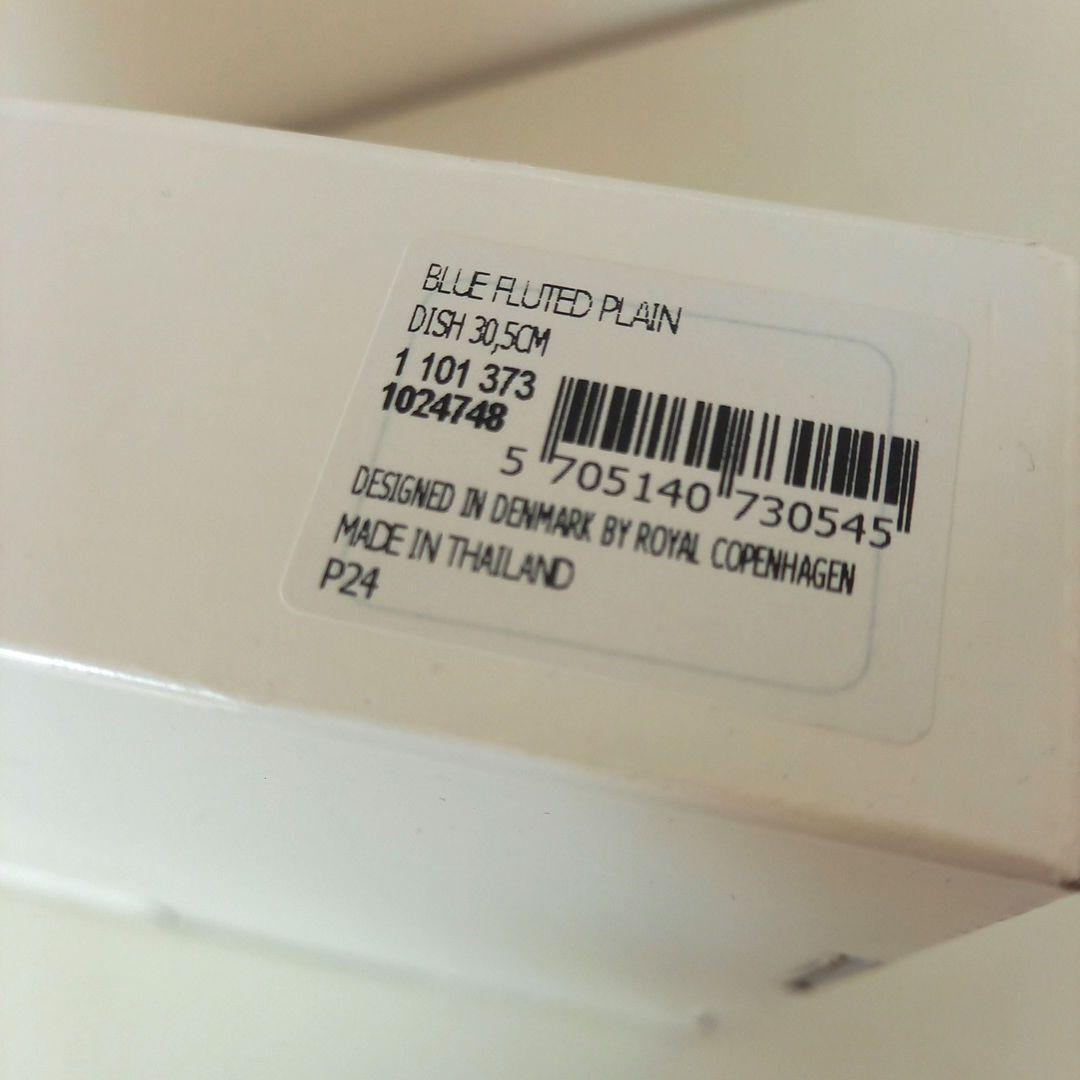 BLUE FLUTED PLAIN
DISH 30,5CM
1 101 373
1024748
5 705140 730545
DESIGNED IN DENMARK BY ROYAL COPENHAGEN
MADE IN THAILAND
P24